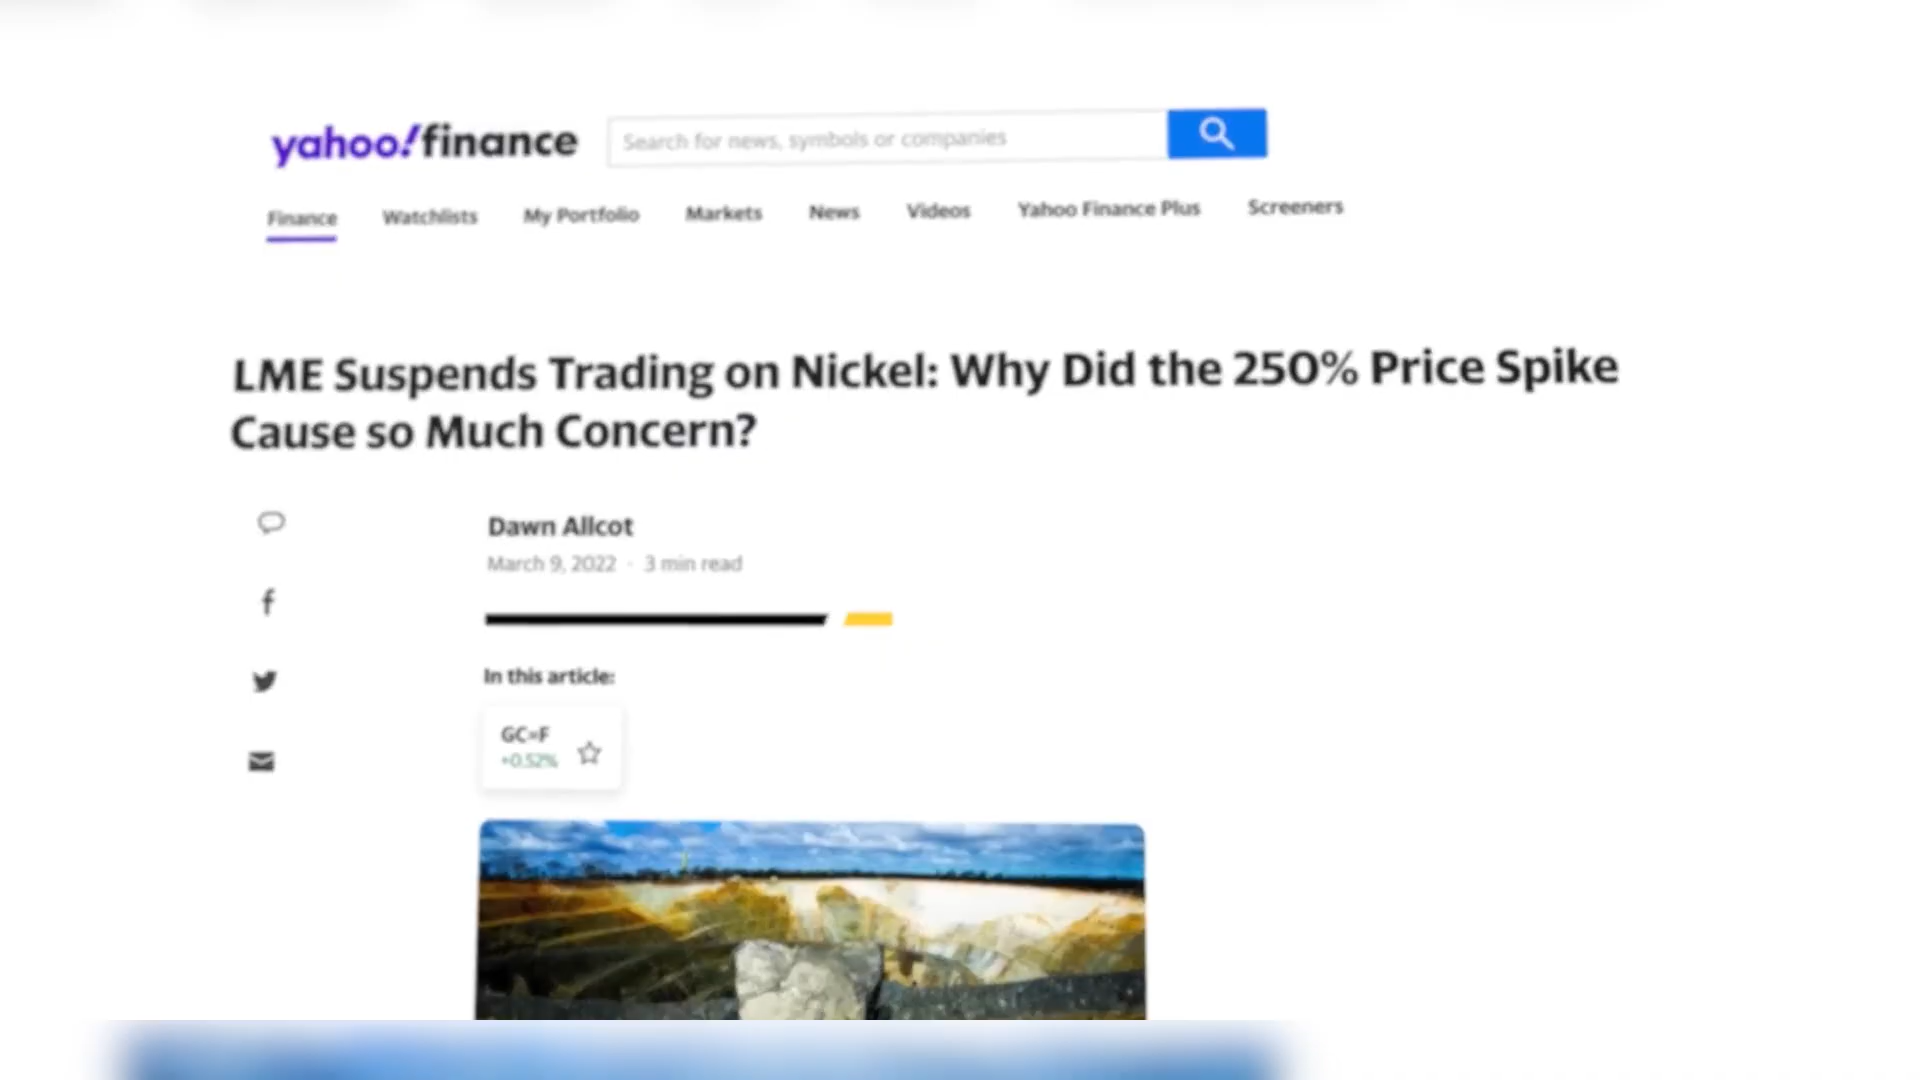 yahoo!finance
Search for news, symbols or companies
Finance Watchlists My Portfolio Markets News Videos Yahoo Finance Plus Screeners
LME Suspends Trading on Nickel: Why Did the 250% Price Spike
Cause so Much Concern?
Dawn Allcot
March 9, 2022 · 3 min read
In this article:
GC=F
+0.52%